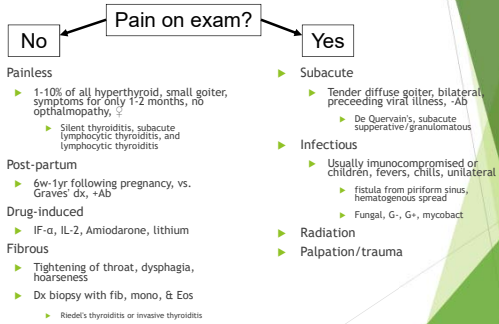 Pain on exam?
No
Yes
Painless
1-10% of all hyperthyroid, small goiter,
symptoms for only 1-2 months, no
opthalmopathy, ♀
Silent thyroiditis, subacute
lymphocytic thyroiditis, and
lymphocytic thyroiditis
Post-partum
6w-1yr following pregnancy, vs.
Graves' dx, +Ab
Drug-induced
IF-α, IL-2, Amiodarone, lithium
Fibrous
Tightening of throat, dysphagia,
hoarseness
Dx biopsy with fib, mono, & Eos
Riedel's thyroiditis or invasive thyroiditis
Subacute
Tender diffuse goiter, bilateral,
preceeding viral illness, -Ab
De Quervain's, subacute
supperative/granulomatous
Infectious
Usually imunocompromised or
children, fevers, chills, unilateral
fistula from piriform sinus,
hematogenous spread
Fungal, G-, G+, mycobact
Radiation
Palpation/trauma